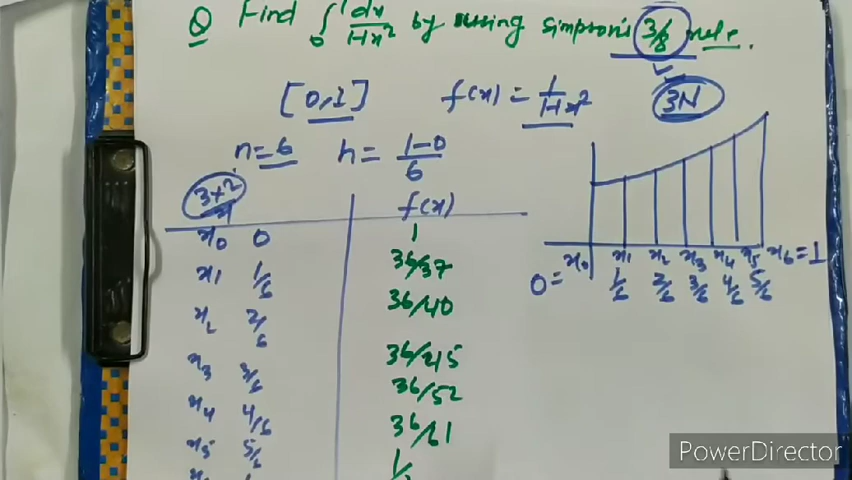 Q Find ∫₀¹ dx/1+x² by using simpson's 3/8 rule.
[0,1] f(x) = 1/1+x² 3N
n=6 h = 1-0/6
3×2
x f(x)
x₀ 0 1
x₁ 1/6 36/37
x₂ 2/6 36/40
x₃ 3/6 36/45
x₄ 4/6 36/52
x₅ 5/6 36/61
0= x₀ x₁ x₂ x₃ x₄ x₅ x₆=1
1/6 2/6 3/6 4/6 5/6
PowerDirector